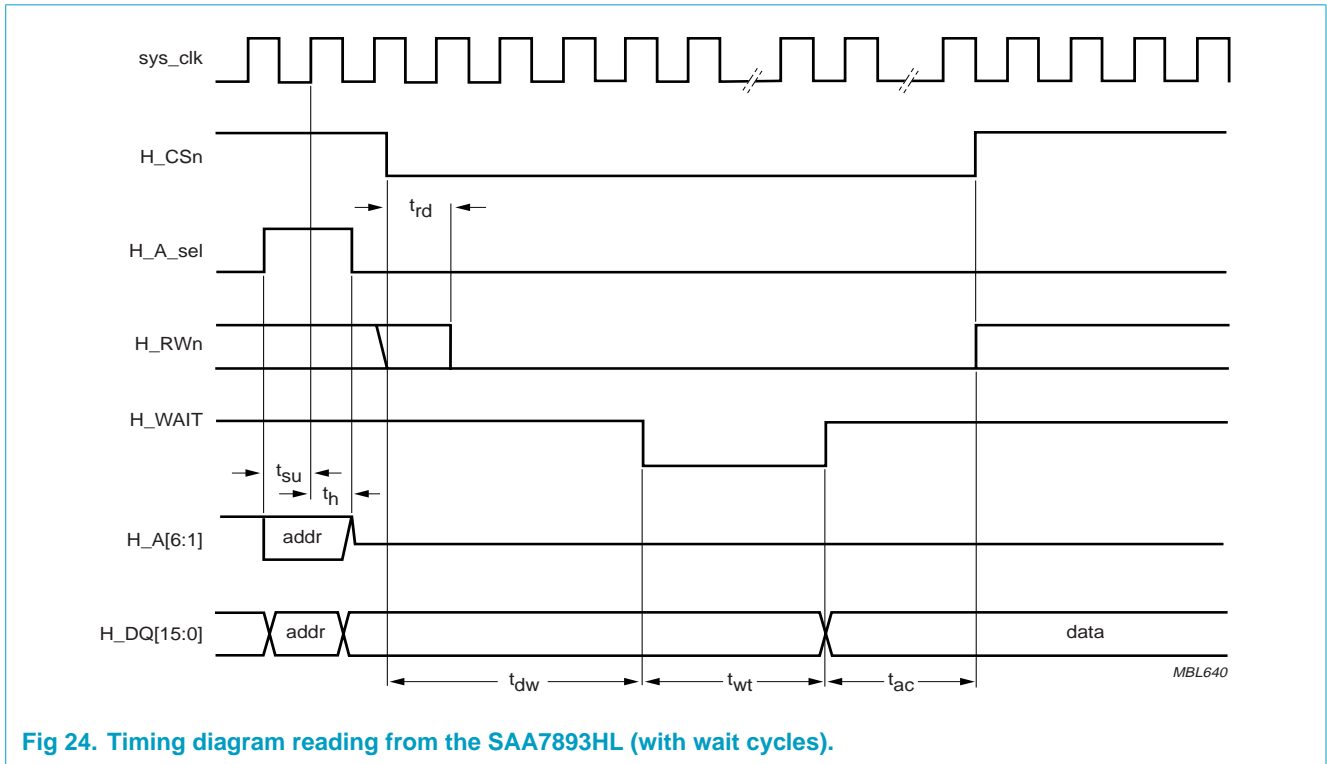 sys_clk
H_CSn
trd
H_A_sel
H_RWn
H_WAIT
tsu
th
H_A[6:1] addr
H_DQ[15:0] addr data
tdw twt tac
MBL640
Fig 24. Timing diagram reading from the SAA7893HL (with wait cycles).